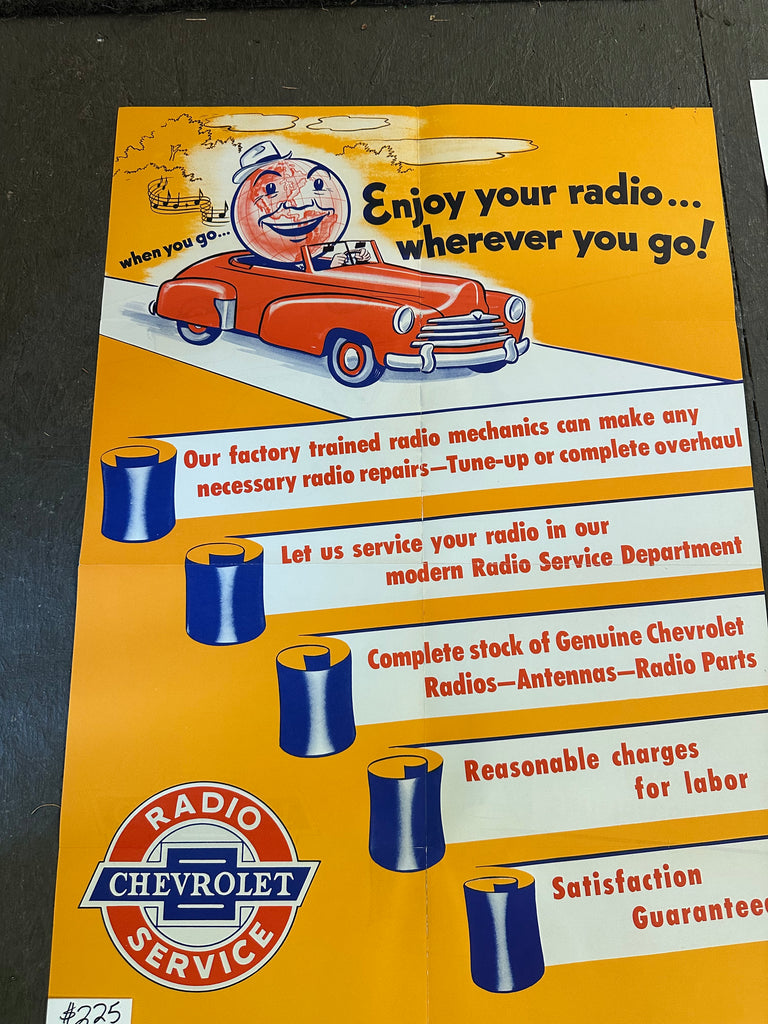 Enjoy your radio...
when you go...
wherever you go!
Our factory trained radio mechanics can make any
necessary radio repairs—Tune-up or complete overhaul
Let us service your radio in our
modern Radio Service Department
Complete stock of Genuine Chevrolet
Radios—Antennas—Radio Parts
Reasonable charges
for labor
Satisfaction
Guarantee
RADIO
CHEVROLET
SERVICE
$225